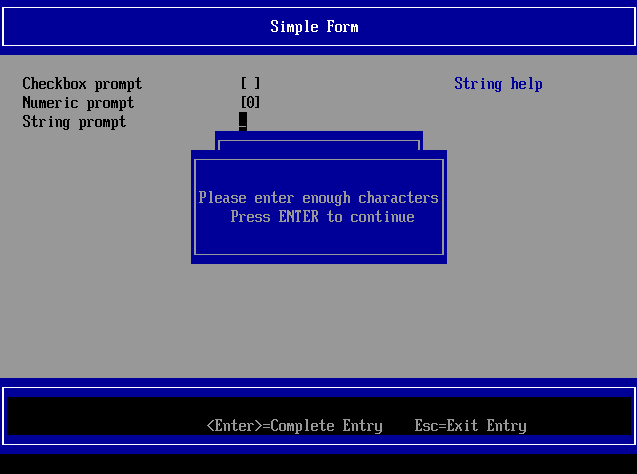 Simple Form
Checkbox prompt [ ] String help
Numeric prompt [0]
String prompt _
Please enter enough characters
Press ENTER to continue
<Enter>=Complete Entry Esc=Exit Entry